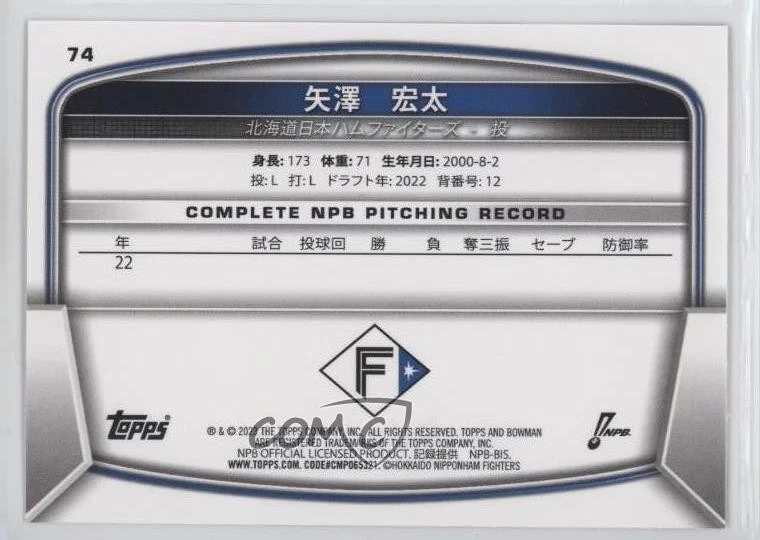 74
矢澤 宏太
北海道日本ハムファイターズ - 投
身長: 173 体重: 71 生年月日: 2000-8-2
投: L 打: L ドラフト年: 2022 背番号: 12
COMPLETE NPB PITCHING RECORD
年 試合 投球回 勝 負 奪三振 セーブ 防御率
22
F
COMC
topps
® & © 2023 THE TOPPS COMPANY, INC. ALL RIGHTS RESERVED. TOPPS AND BOWMAN
ARE REGISTERED TRADEMARKS OF THE TOPPS COMPANY, INC.
NPB OFFICIAL LICENSED PRODUCT. 記録提供 NPB-BIS.
WWW.TOPPS.COM. CODE#CMP065321. ©HOKKAIDO NIPPONHAM FIGHTERS
NPB